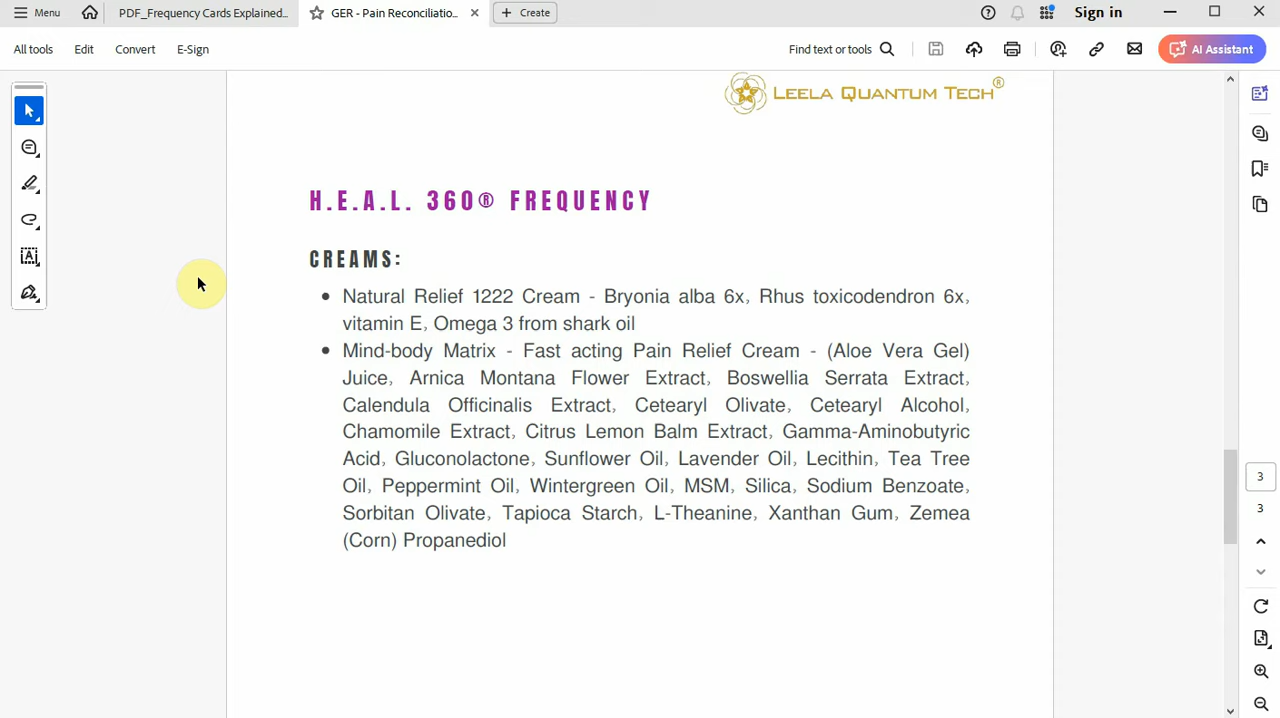 Menu
PDF_Frequency Cards Explained...
GER - Pain Reconciliatio...
Create
Sign in
All tools
Edit
Convert
E-Sign
Find text or tools
AI Assistant
LEELA QUANTUM TECH®
H.E.A.L. 360® FREQUENCY
CREAMS:
• Natural Relief 1222 Cream - Bryonia alba 6x, Rhus toxicodendron 6x,
vitamin E, Omega 3 from shark oil
• Mind-body Matrix - Fast acting Pain Relief Cream - (Aloe Vera Gel)
Juice, Arnica Montana Flower Extract, Boswellia Serrata Extract,
Calendula Officinalis Extract, Cetearyl Olivate, Cetearyl Alcohol,
Chamomile Extract, Citrus Lemon Balm Extract, Gamma-Aminobutyric
Acid, Gluconolactone, Sunflower Oil, Lavender Oil, Lecithin, Tea Tree
Oil, Peppermint Oil, Wintergreen Oil, MSM, Silica, Sodium Benzoate,
Sorbitan Olivate, Tapioca Starch, L-Theanine, Xanthan Gum, Zemea
(Corn) Propanediol
3
3